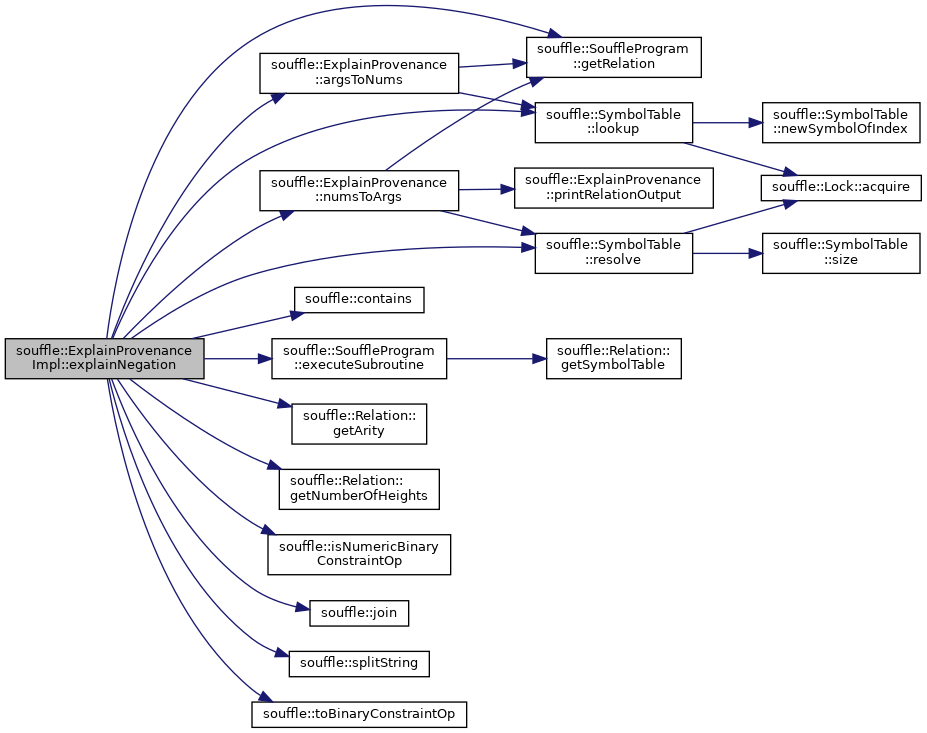 souffle::SouffleProgram
::getRelation
souffle::ExplainProvenance
::argsToNums
souffle::SymbolTable
::lookup
souffle::SymbolTable
::newSymbolOfIndex
souffle::ExplainProvenance
::numsToArgs
souffle::ExplainProvenance
::printRelationOutput
souffle::Lock::acquire
souffle::SymbolTable
::resolve
souffle::SymbolTable
::size
souffle::contains
souffle::ExplainProvenance
Impl::explainNegation
souffle::SouffleProgram
::executeSubroutine
souffle::Relation::
getSymbolTable
souffle::Relation::
getArity
souffle::Relation::
getNumberOfHeights
souffle::isNumericBinary
ConstraintOp
souffle::join
souffle::splitString
souffle::toBinaryConstraintOp